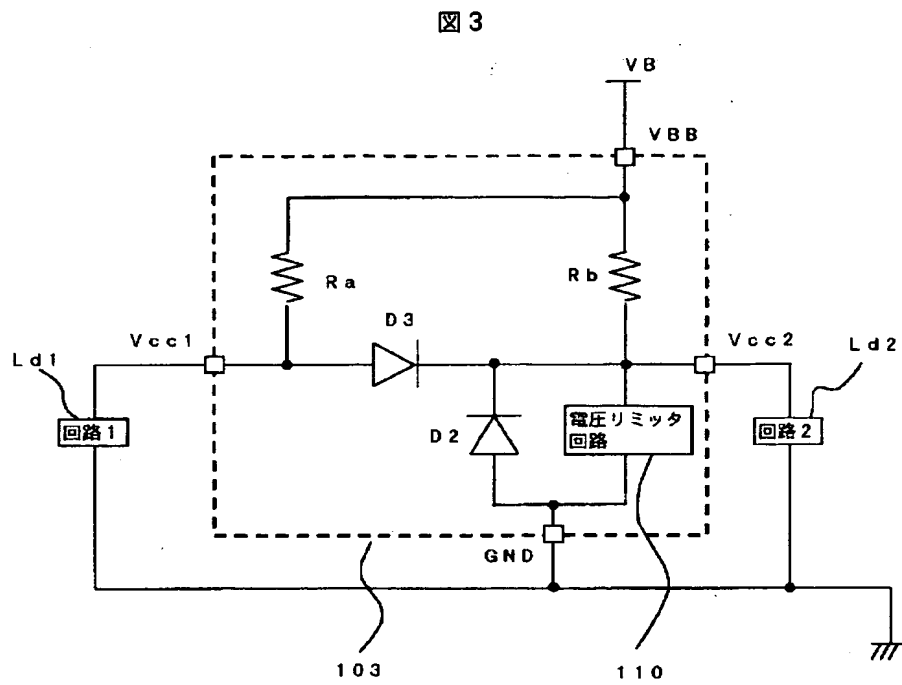 図3
VB
VBB
Ra
Rb
D3
Vcc1
Vcc2
Ld1
Ld2
回路1
D2
電圧リミッタ
回路
回路2
GND
103
110